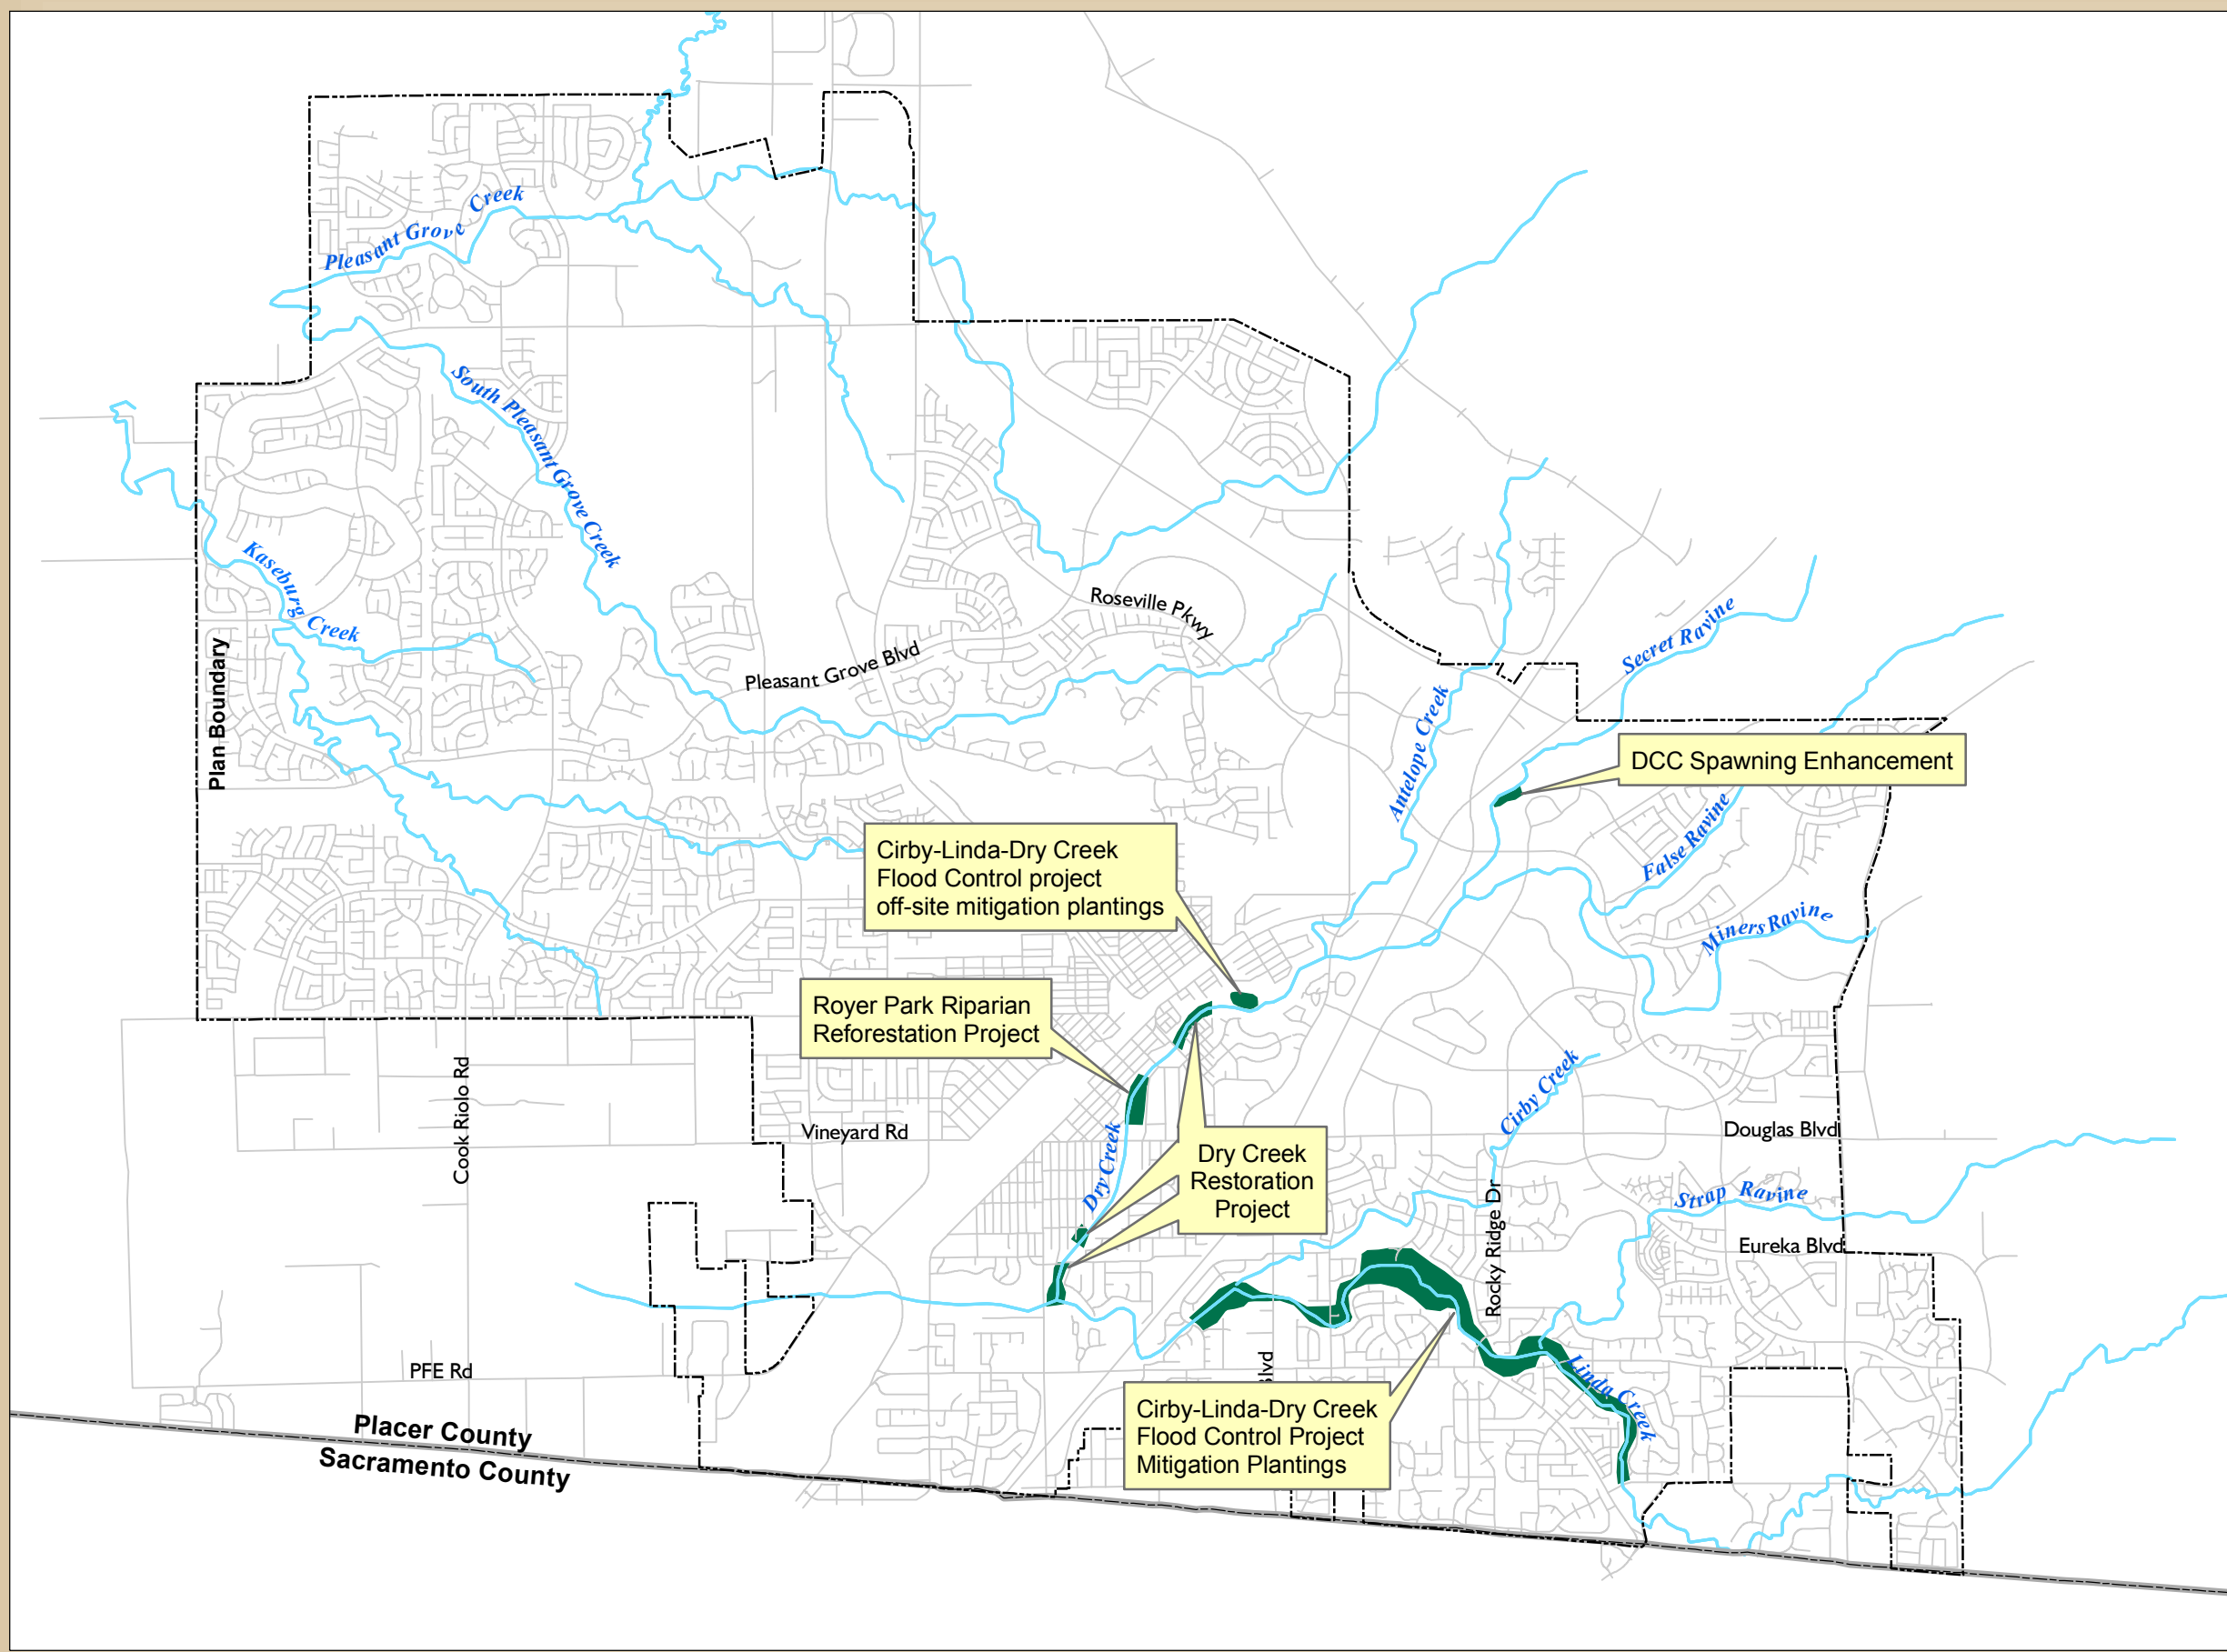 Pleasant Grove Creek
South Pleasant Grove Creek
Kaseburg Creek
Plan Boundary
Roseville Pkwy
Pleasant Grove Blvd
Secret Ravine
Antelope Creek
DCC Spawning Enhancement
False Ravine
Miners Ravine
Cirby-Linda-Dry Creek
Flood Control project
off-site mitigation plantings
Royer Park Riparian
Reforestation Project
Cook Riolo Rd
Vineyard Rd
Dry Creek
Dry Creek
Restoration
Project
Cirby Creek
Douglas Blvd
Strap Ravine
Rocky Ridge Dr
Eureka Blvd
Linda Creek
PFE Rd
Blvd
Cirby-Linda-Dry Creek
Flood Control Project
Mitigation Plantings
Placer County
Sacramento County